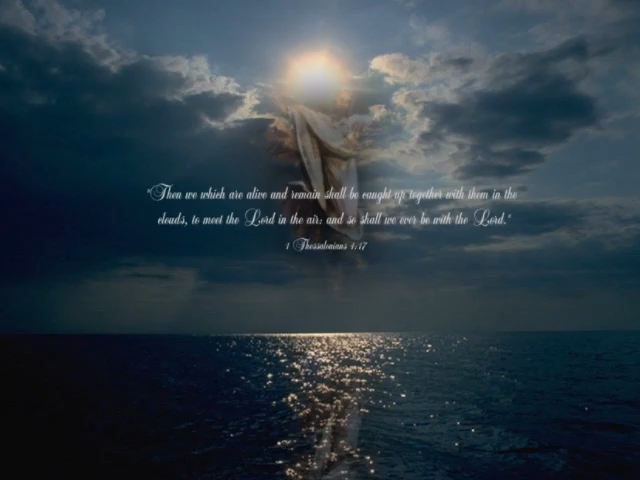 "Then we which are alive and remain shall be caught up together with them in the
clouds, to meet the Lord in the air: and so shall we ever be with the Lord."
1 Thessalonians 4:17